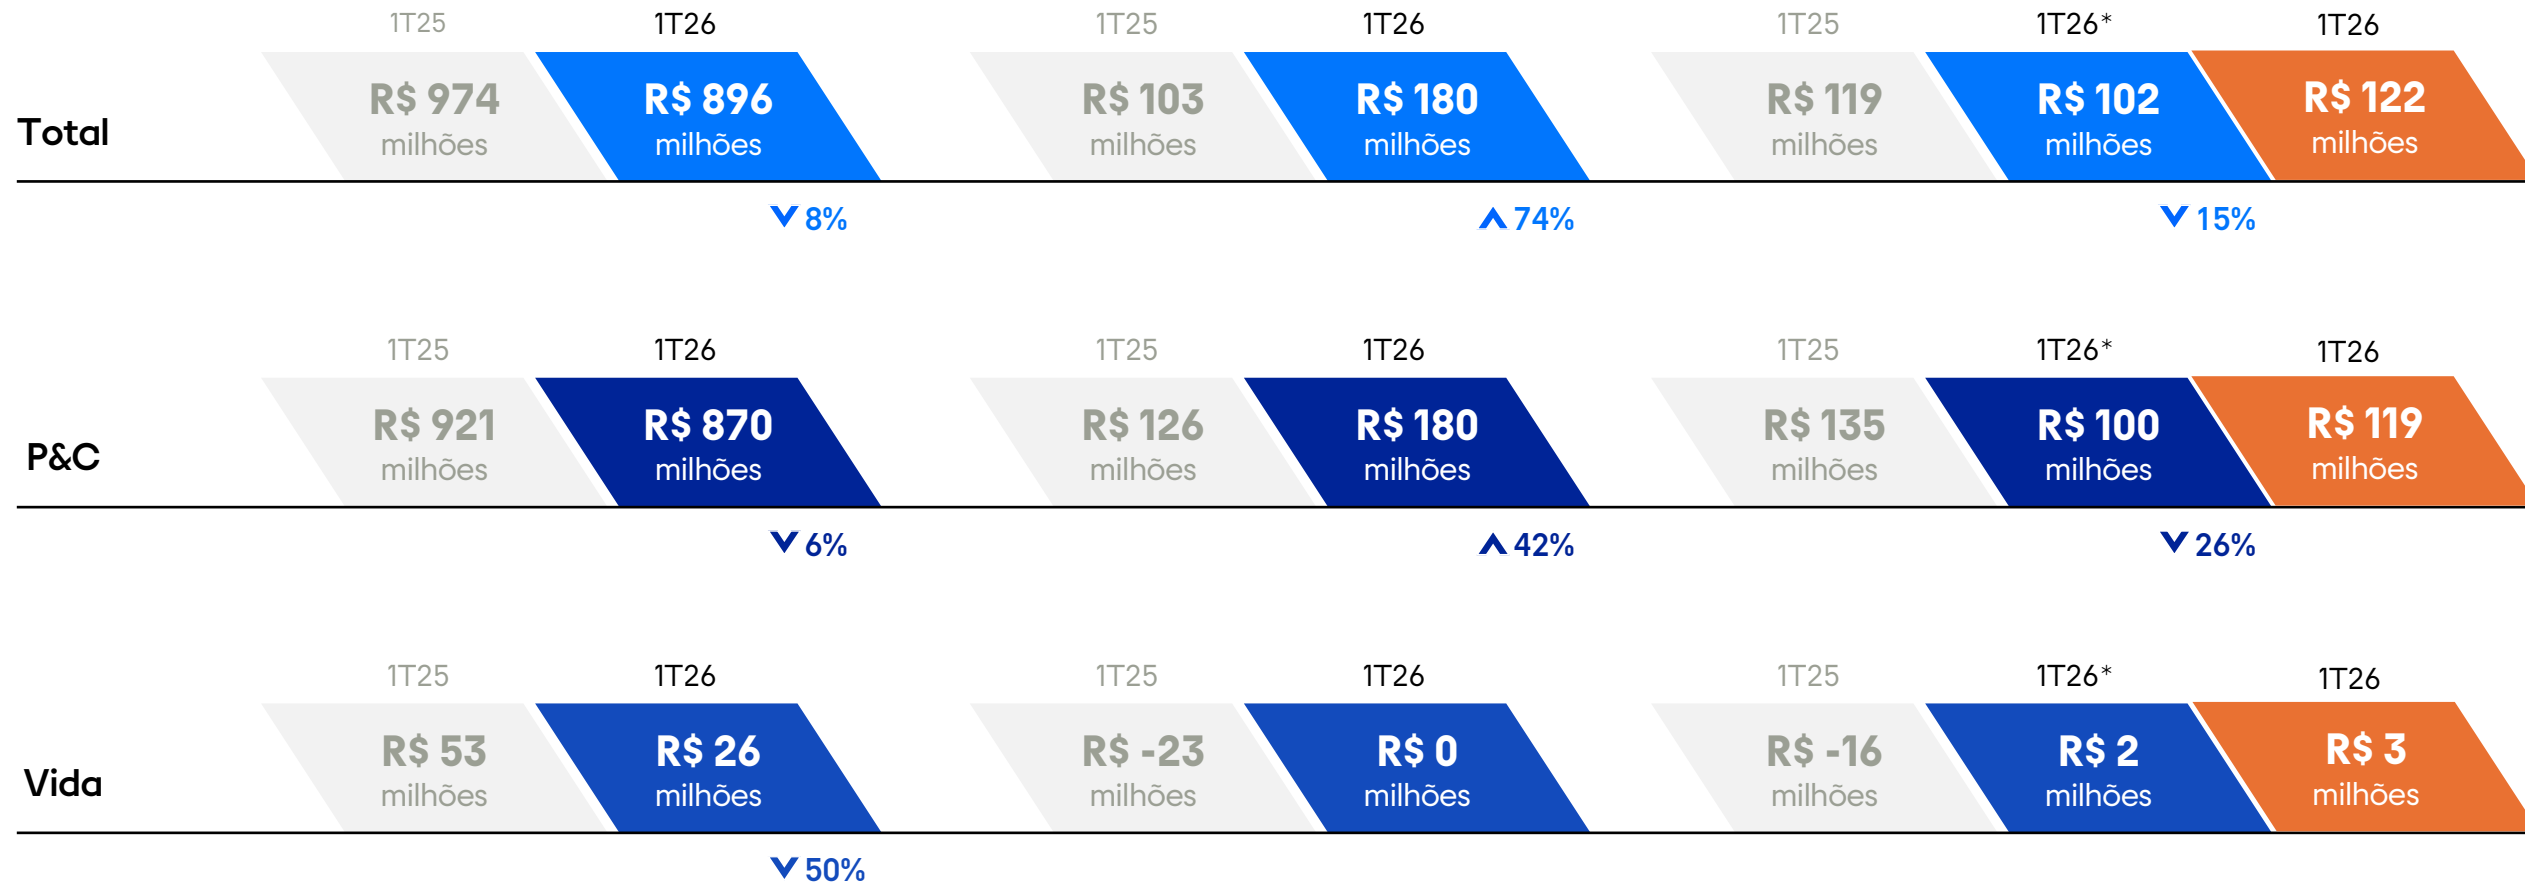 1T25 1T26 1T25 1T26 1T25 1T26* 1T26
R$ 974 R$ 896 R$ 103 R$ 180 R$ 119 R$ 102 R$ 122
Total
milhões milhões milhões milhões milhões milhões milhões
8% 74% 15%
1T25 1T26 1T25 1T26 1T25 1T26* 1T26
R$ 921 R$ 870 R$ 126 R$ 180 R$ 135 R$ 100 R$ 119
P&C
milhões milhões milhões milhões milhões milhões milhões
6% 42% 26%
1T25 1T26 1T25 1T26 1T25 1T26* 1T26
R$ 53 R$ 26 R$ -23 R$ 0 R$ -16 R$ 2 R$ 3
Vida
milhões milhões milhões milhões milhões milhões milhões
50%